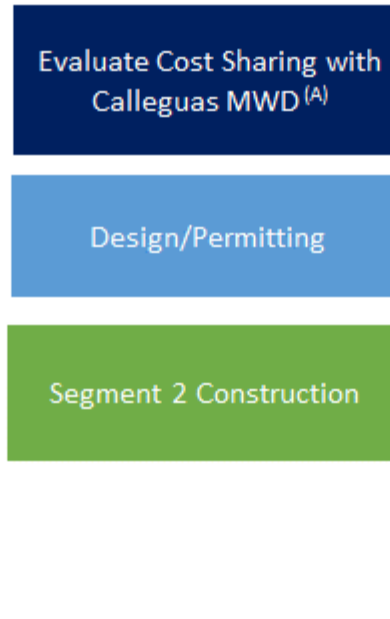 Evaluate Cost Sharing with
Calleguas MWD (A)
Design/Permitting
Segment 2 Construction